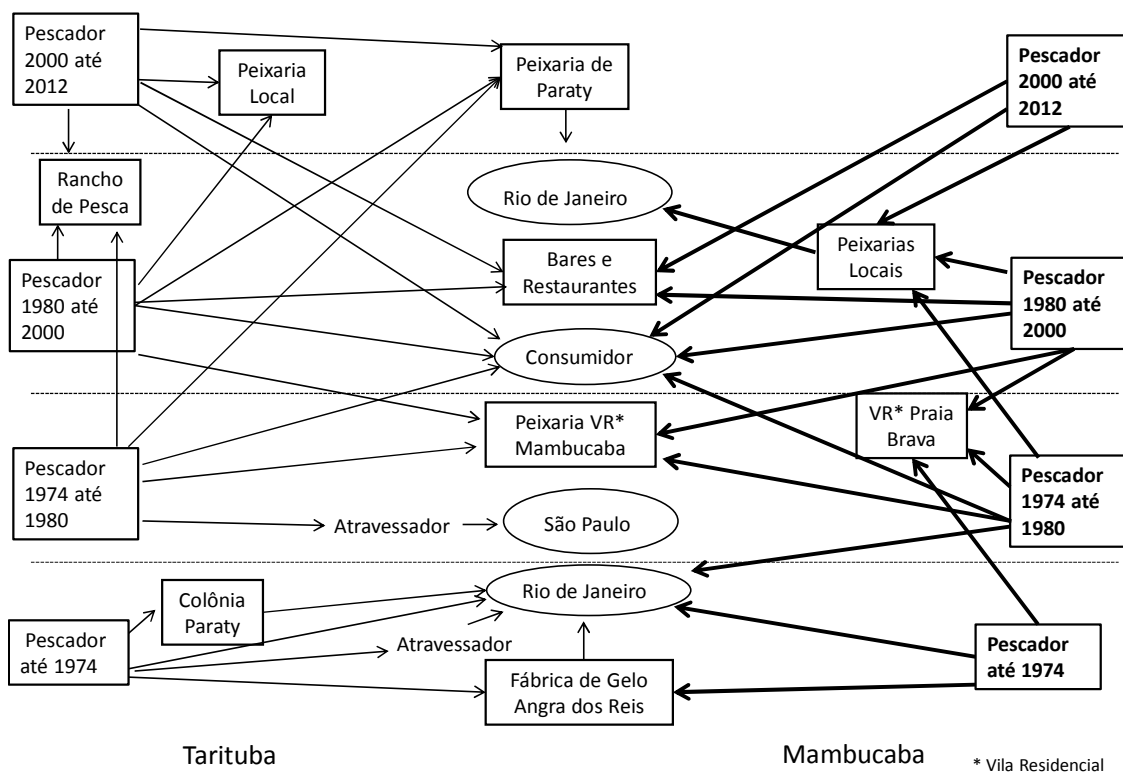 Pescador
2000 até
2012
Peixaria
Local
Peixaria de
Paraty
Pescador
2000 até
2012
Rancho
de Pesca
Rio de Janeiro
Peixarias
Locais
Pescador
1980 até
2000
Bares e
Restaurantes
Pescador
1980 até
2000
Consumidor
Peixaria VR*
Mambucaba
VR* Praia
Brava
Pescador
1974 até
1980
Pescador
1974 até
1980
Atravessador
São Paulo
Colônia
Paraty
Rio de Janeiro
Pescador
até 1974
Atravessador
Pescador
até 1974
Fábrica de Gelo
Angra dos Reis
Tarituba
Mambucaba
* Vila Residencial